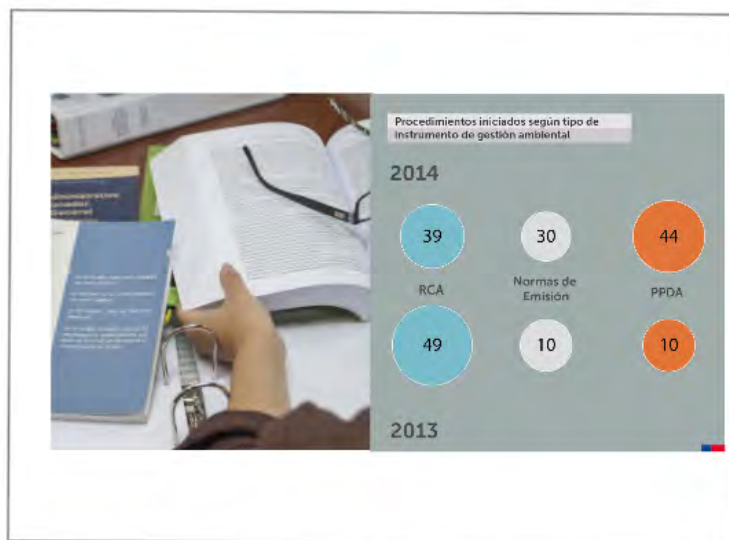 Procedimientos iniciados según tipo de
instrumento de gestión ambiental
2014
39
30
44
RCA
Normas de
Emisión
PPDA
49
10
10
2013